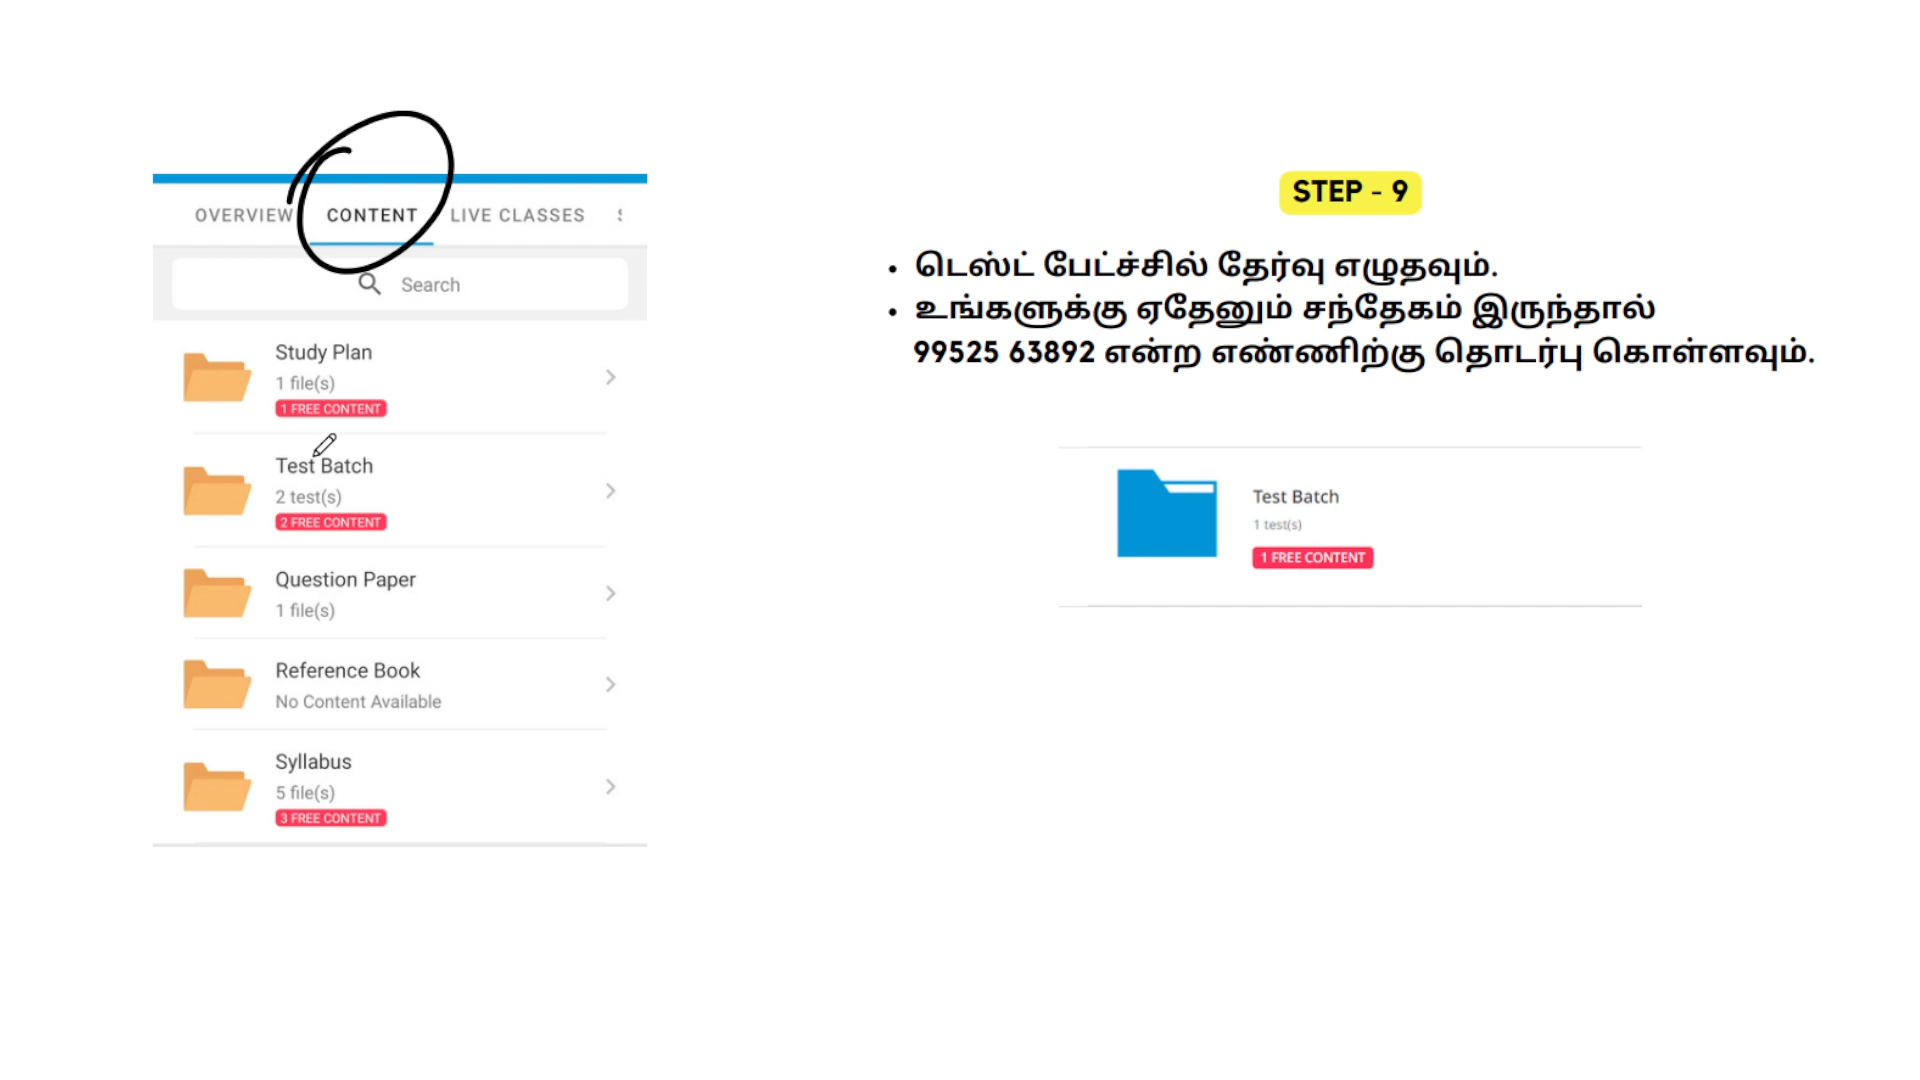 OVERVIEW CONTENT LIVE CLASSES
Search
Study Plan
1 file(s)
1 FREE CONTENT
Test Batch
2 test(s)
2 FREE CONTENT
Question Paper
1 file(s)
Reference Book
No Content Available
Syllabus
5 file(s)
3 FREE CONTENT
STEP - 9
• டெஸ்ட் பேட்ச்சில் தேர்வு எழுதவும்.
• உங்களுக்கு ஏதேனும் சந்தேகம் இருந்தால்
99525 63892 என்ற எண்ணிற்கு தொடர்பு கொள்ளவும்.
Test Batch
1 test(s)
1 FREE CONTENT